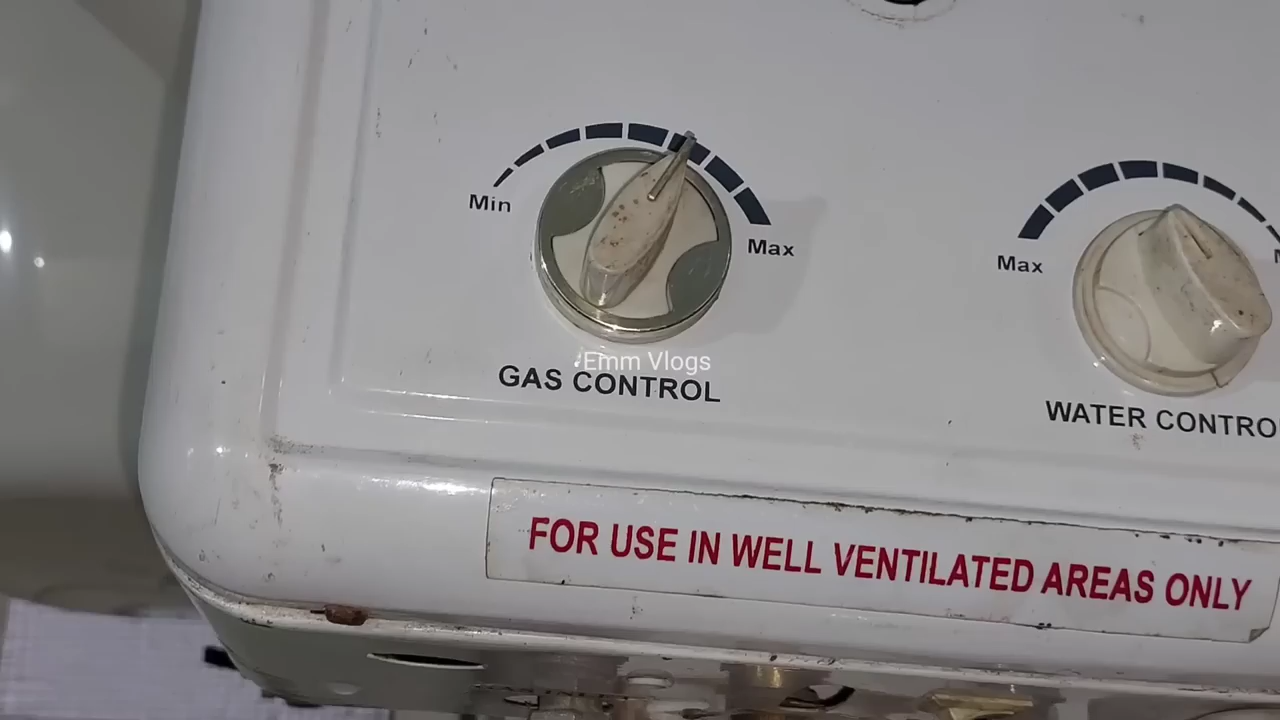 Min
Max
Max
Emm Vlogs
GAS CONTROL
WATER CONTRO
FOR USE IN WELL VENTILATED AREAS ONLY